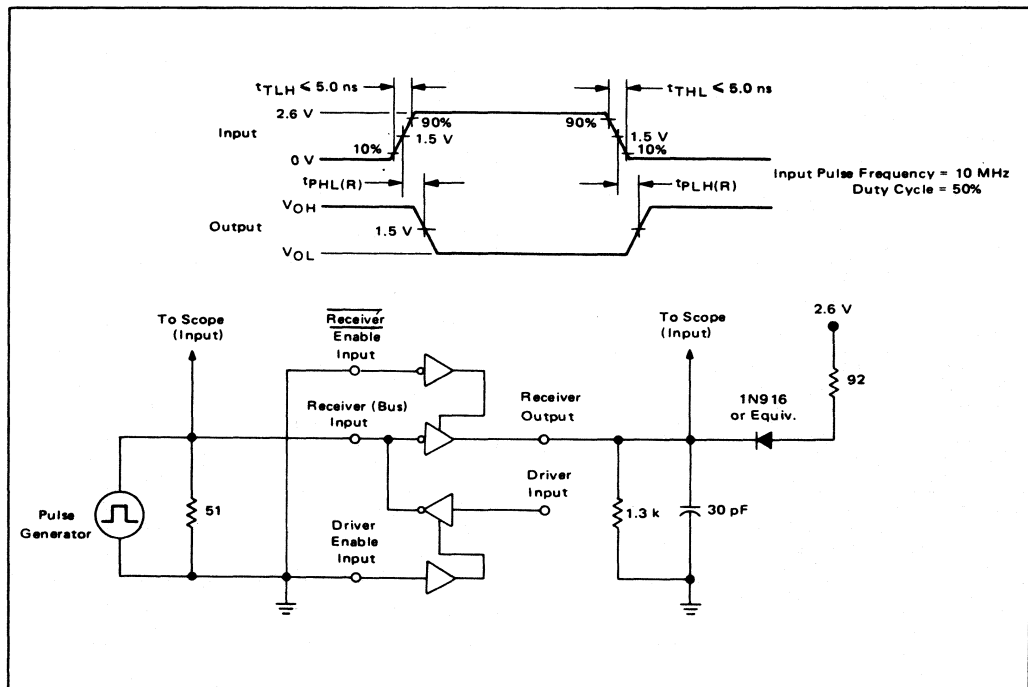 tTLH ≤ 5.0 ns
tTHL ≤ 5.0 ns
2.6 V
90%
90%
Input
1.5 V
1.5 V
10%
10%
0 V
tPHL(R)
tPLH(R)
Input Pulse Frequency = 10 MHz
Duty Cycle = 50%
VOH
Output
1.5 V
VOL
To Scope
(Input)
Receiver
Enable
Input
To Scope
(Input)
2.6 V
92
Receiver (Bus)
Input
Receiver
Output
1N916
or Equiv.
Driver
Input
Pulse
Generator
51
Driver
Enable
Input
1.3 k
30 pF